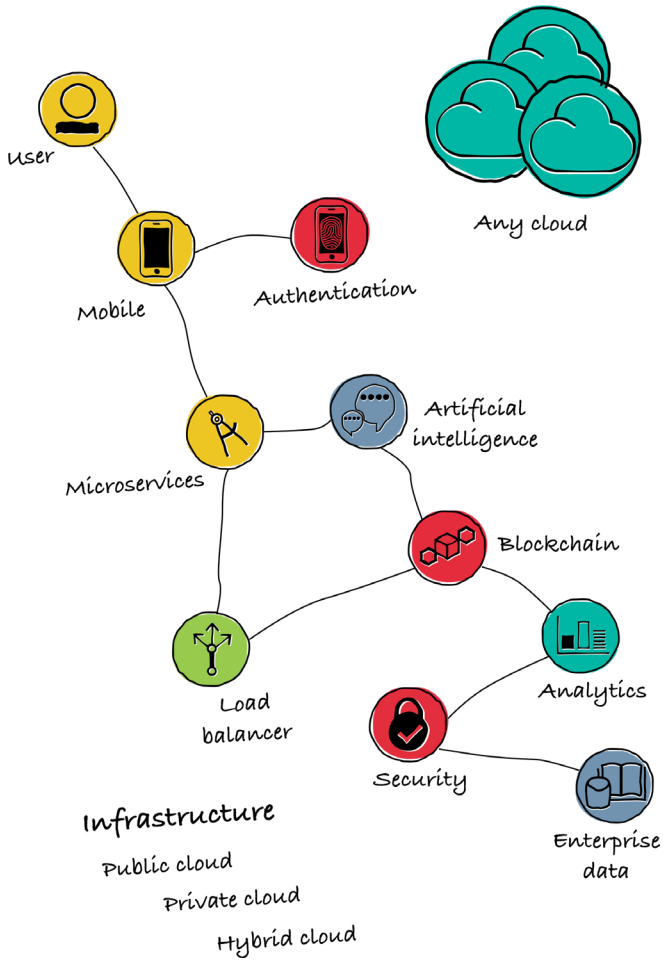 User
Any cloud
Mobile
Authentication
Artificial
intelligence
Microservices
Blockchain
Load
balancer
Analytics
Security
Enterprise
data
Infrastructure
Public cloud
Private cloud
Hybrid cloud